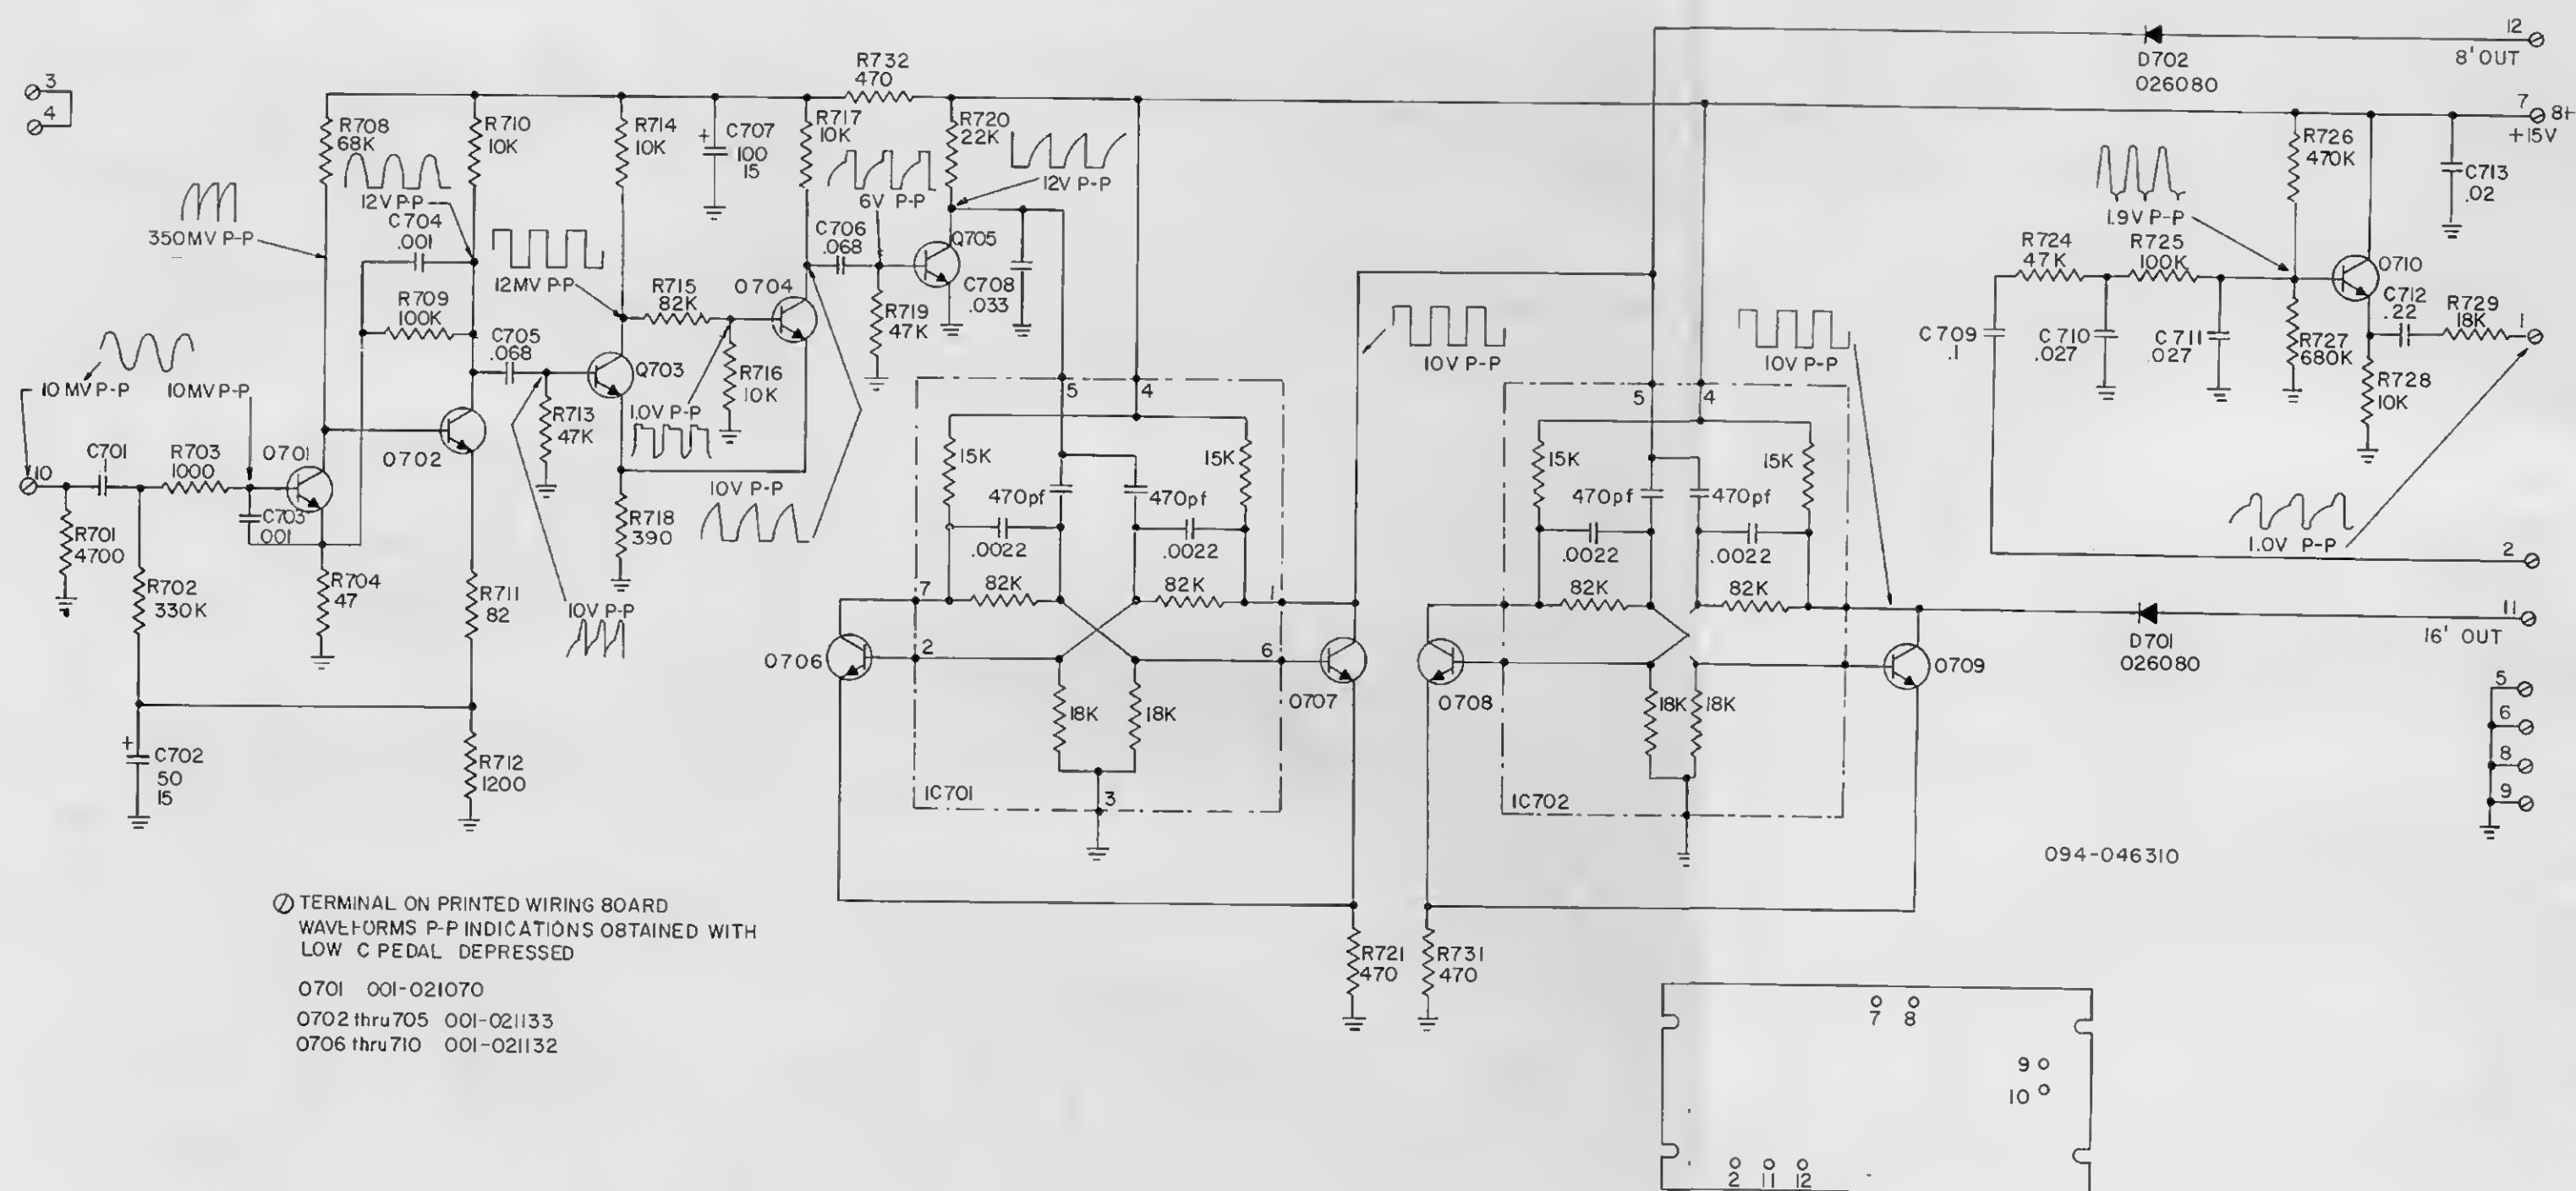 3
4
R708
68K
R710
10K
R714
10K
C707
+
100
15
R717
10K
R732
470
R720
22K
12V P-P
350MV P-P
12V P-P
C704
.001
R709
100K
12MV P-P
R715
82K
0704
6V P-P
C706
.068
Q705
C708
.033
R719
47K
10 MV P-P
10MV P-P
C705
.068
Q703
R713
47K
1.0V P-P
R716
10K
10
C701
.1
R703
1000
0701
0702
C703
.001
R701
4700
R702
330K
R704
47
R711
82
10V P-P
R718
390
10V P-P
+
C702
50
15
R712
1200
5
4
15K
15K
470pf
470pf
.0022
.0022
7
82K
82K
1
0706
2
6
0707
18K
18K
IC701
3
R721
470
10V P-P
10V P-P
5
4
15K
15K
470pf
470pf
.0022
.0022
82K
82K
0708
0709
18K
18K
IC702
R731
470
D702
026080
12
8' OUT
7
8+
+15V
R726
470K
C713
.02
1.9V P-P
R724
47K
R725
100K
0710
C712
.22
R729
18K
1
C709
.1
C710
.027
C711
.027
R727
680K
R728
10K
1.0V P-P
2
11
16' OUT
D701
026080
5
6
8
9
094-046310
TERMINAL ON PRINTED WIRING 8OARD
WAVEFORMS P-P INDICATIONS O8TAINED WITH
LOW C PEDAL DEPRESSED
0701 001-021070
0702 thru 705 001-021133
0706 thru 710 001-021132
7 8
9
10
2 11 12